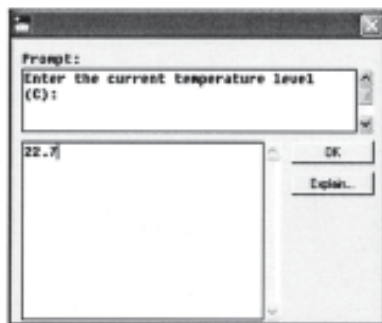 Prompt:
Enter the current temperature level
(C):
22.7
OK
Explain...